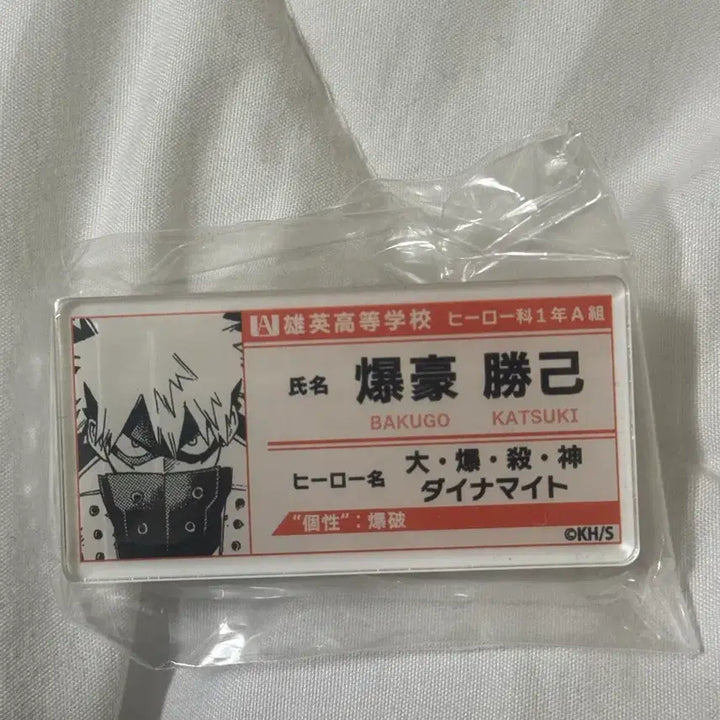 UA 雄英高等学校 ヒーロー科1年A組
氏名 爆豪 勝己
BAKUGO KATSUKI
ヒーロー名 大・爆・殺・神
ダイナマイト
“個性”：爆破
©KH/S